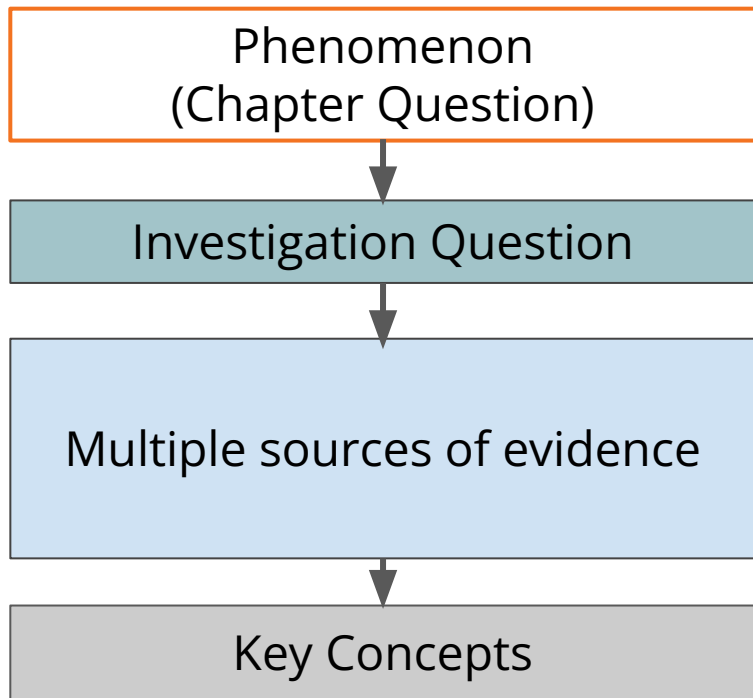 Phenomenon
(Chapter Question)
Investigation Question
Multiple sources of evidence
Key Concepts